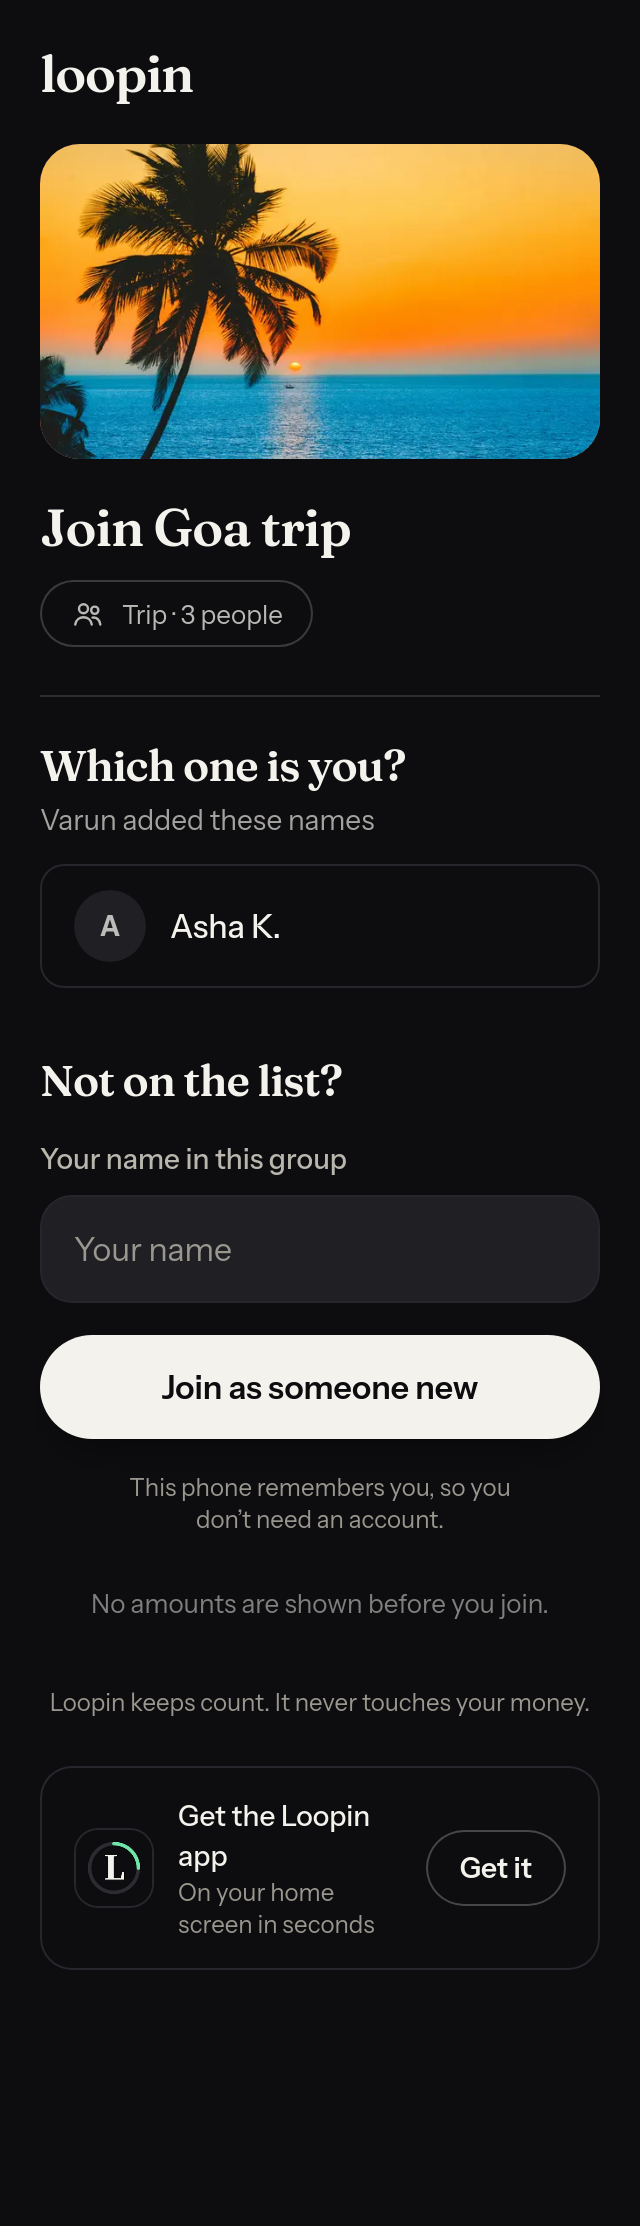 loopin
Join Goa trip
Trip · 3 people
Which one is you?
Varun added these names
A
Asha K.
Not on the list?
Your name in this group
Your name
Join as someone new
This phone remembers you, so you
don’t need an account.
No amounts are shown before you join.
Loopin keeps count. It never touches your money.
L
Get the Loopin
app
On your home
screen in seconds
Get it